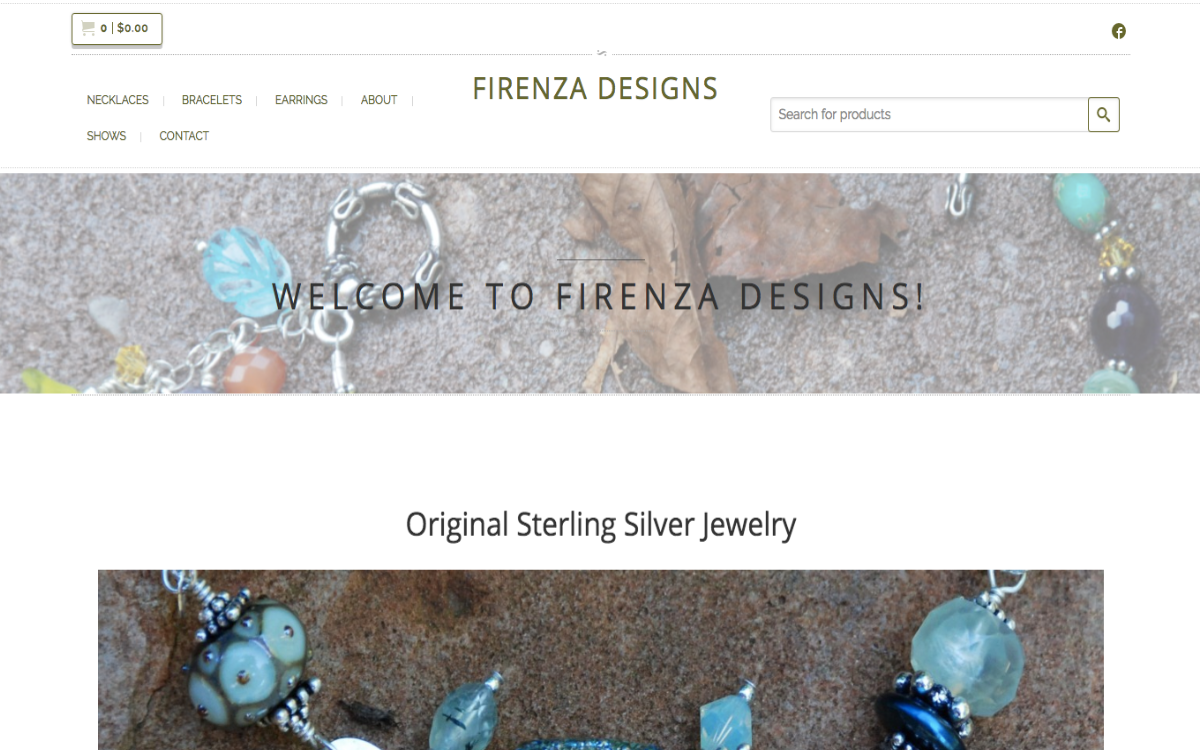 0 | $0.00
NECKLACES
BRACELETS
EARRINGS
ABOUT
SHOWS
CONTACT
FIRENZA DESIGNS
Search for products
WELCOME TO FIRENZA DESIGNS!
Original Sterling Silver Jewelry